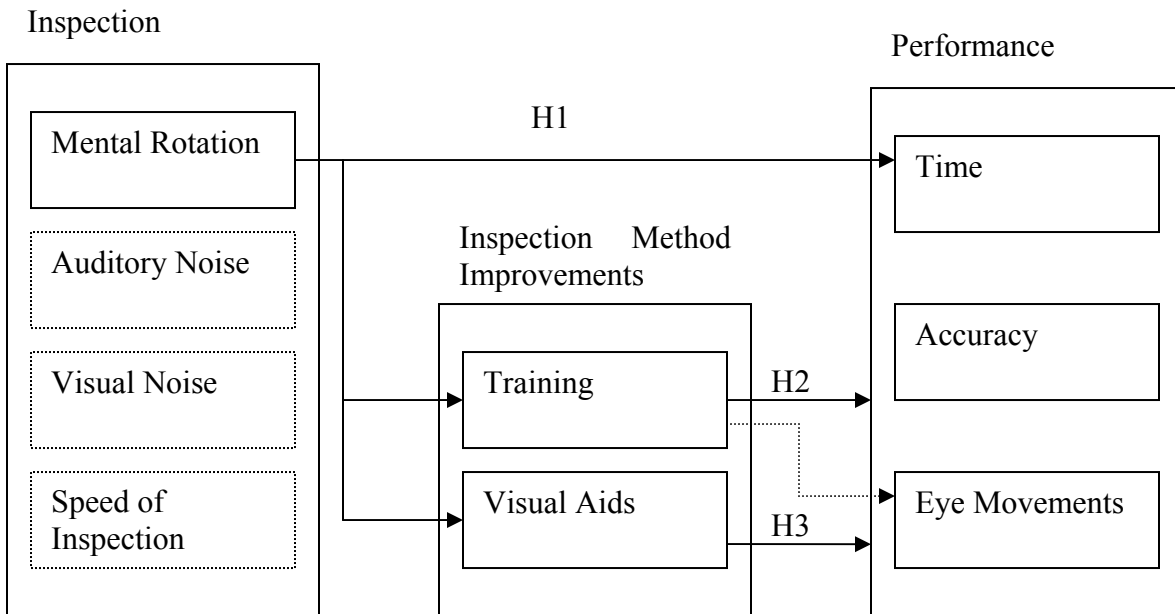 Inspection
Mental Rotation
Auditory Noise
Visual Noise
Speed of
Inspection
H1
Inspection Method
Improvements
Training
Visual Aids
H2
H3
Performance
Time
Accuracy
Eye Movements